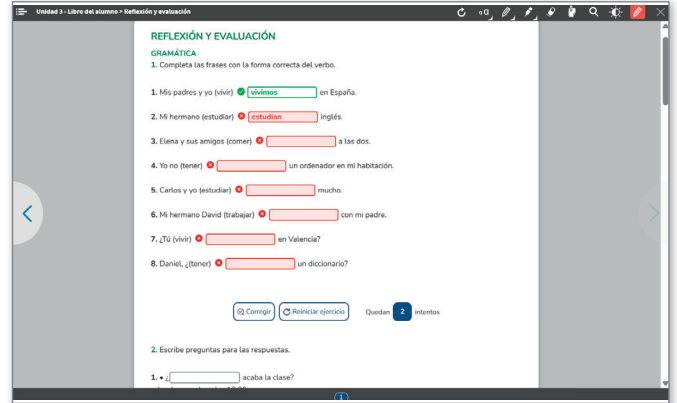 Unidad 3 - Libro del alumno > Reflexión y evaluación
REFLEXIÓN Y EVALUACIÓN
GRAMÁTICA
1. Completa las frases con la forma correcta del verbo.
1. Mis padres y yo (vivir) vivimos en España.
2. Mi hermano (estudiar) estudian inglés.
3. Elena y sus amigos (comer) a las dos.
4. Yo no (tener) un ordenador en mi habitación.
5. Carlos y yo (estudiar) mucho.
6. Mi hermano David (trabajar) con mi padre.
7. ¿Tú (vivir) en Valencia?
8. Daniel, ¿(tener) un diccionario?
Corregir Reiniciar ejercicio Quedan 2 intentos
2. Escribe preguntas para las respuestas.
1. • ¿ acaba la clase?
1